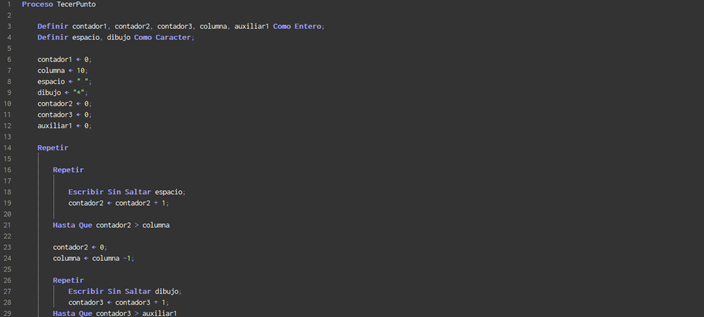 1 Proceso TecerPunto
2
3 Definir contador1, contador2, contador3, columna, auxiliar1 Como Entero;
4 Definir espacio, dibujo Como Caracter;
5
6 contador1 ← 0;
7 columna ← 10;
8 espacio ← " ";
9 dibujo ← "*";
10 contador2 ← 0;
11 contador3 ← 0;
12 auxiliar1 ← 0;
13
14 Repetir
15
16 Repetir
17
18 Escribir Sin Saltar espacio;
19 contador2 ← contador2 + 1;
20
21 Hasta Que contador2 > columna
22
23 contador2 ← 0;
24 columna ← columna -1;
25
26 Repetir
27 Escribir Sin Saltar dibujo;
28 contador3 ← contador3 + 1;
29 Hasta Que contador3 > auxiliar1